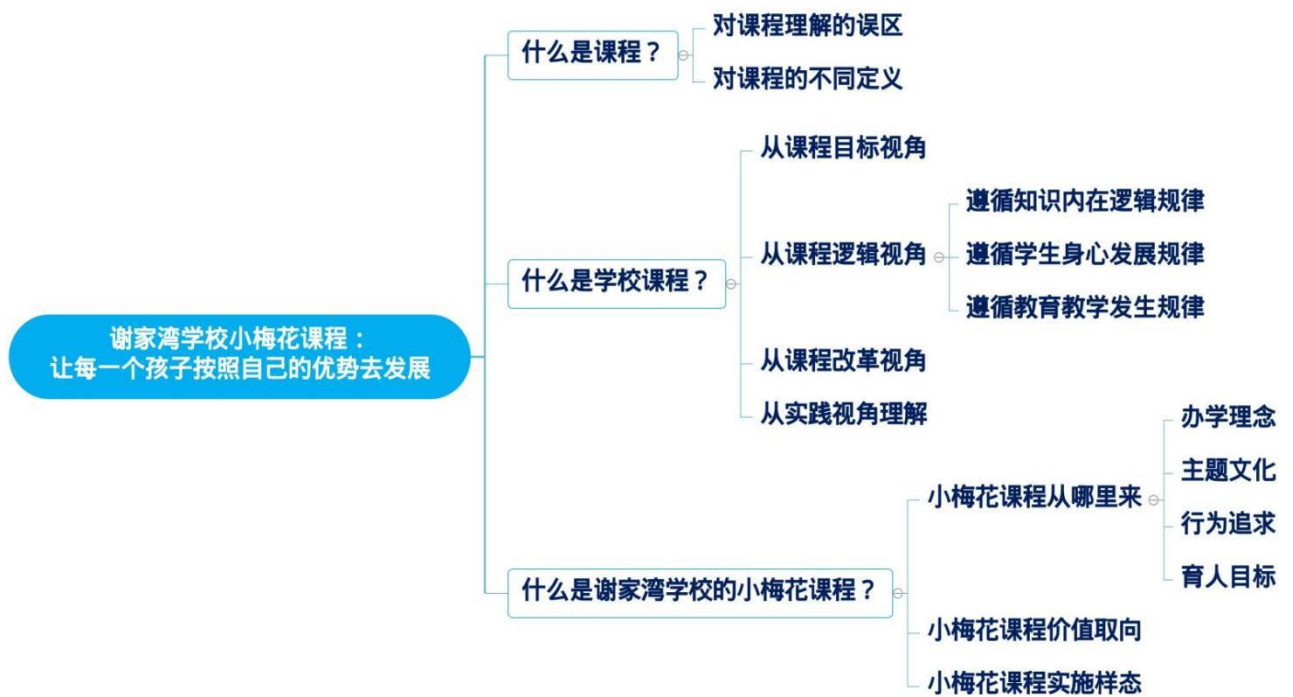 谢家湾学校小梅花课程：
让每一个孩子按照自己的优势去发展
什么是课程？
对课程理解的误区
对课程的不同定义
什么是学校课程？
从课程目标视角
从课程逻辑视角
遵循知识内在逻辑规律
遵循学生身心发展规律
遵循教育教学发生规律
从课程改革视角
从实践视角理解
什么是谢家湾学校的小梅花课程？
小梅花课程从哪里来
办学理念
主题文化
行为追求
育人目标
小梅花课程价值取向
小梅花课程实施样态